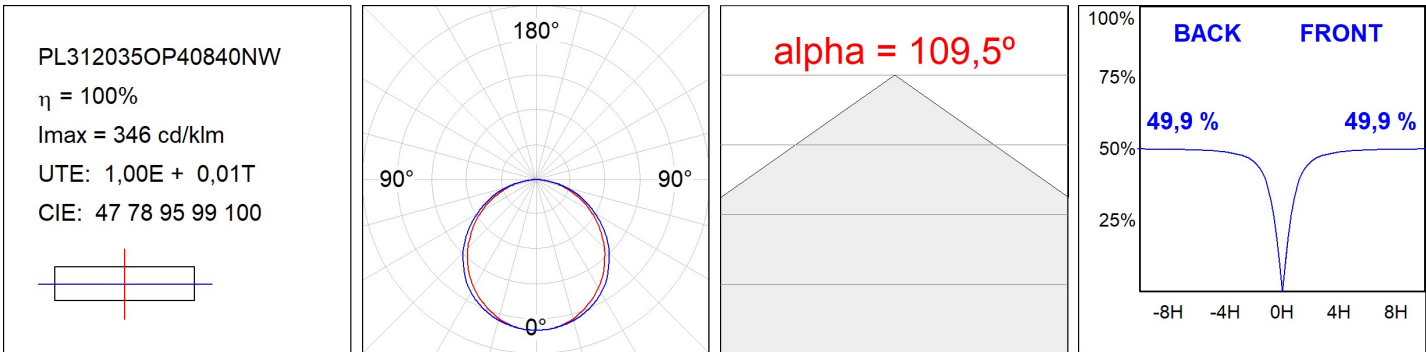 PL312035OP40840NW
η = 100%
Imax = 346 cd/klm
UTE: 1,00E + 0,01T
CIE: 47 78 95 99 100
180°
90° 90°
0°
alpha = 109,5º
100%
BACK FRONT
75%
49,9 % 49,9 %
50%
25%
-8H -4H 0H 4H 8H